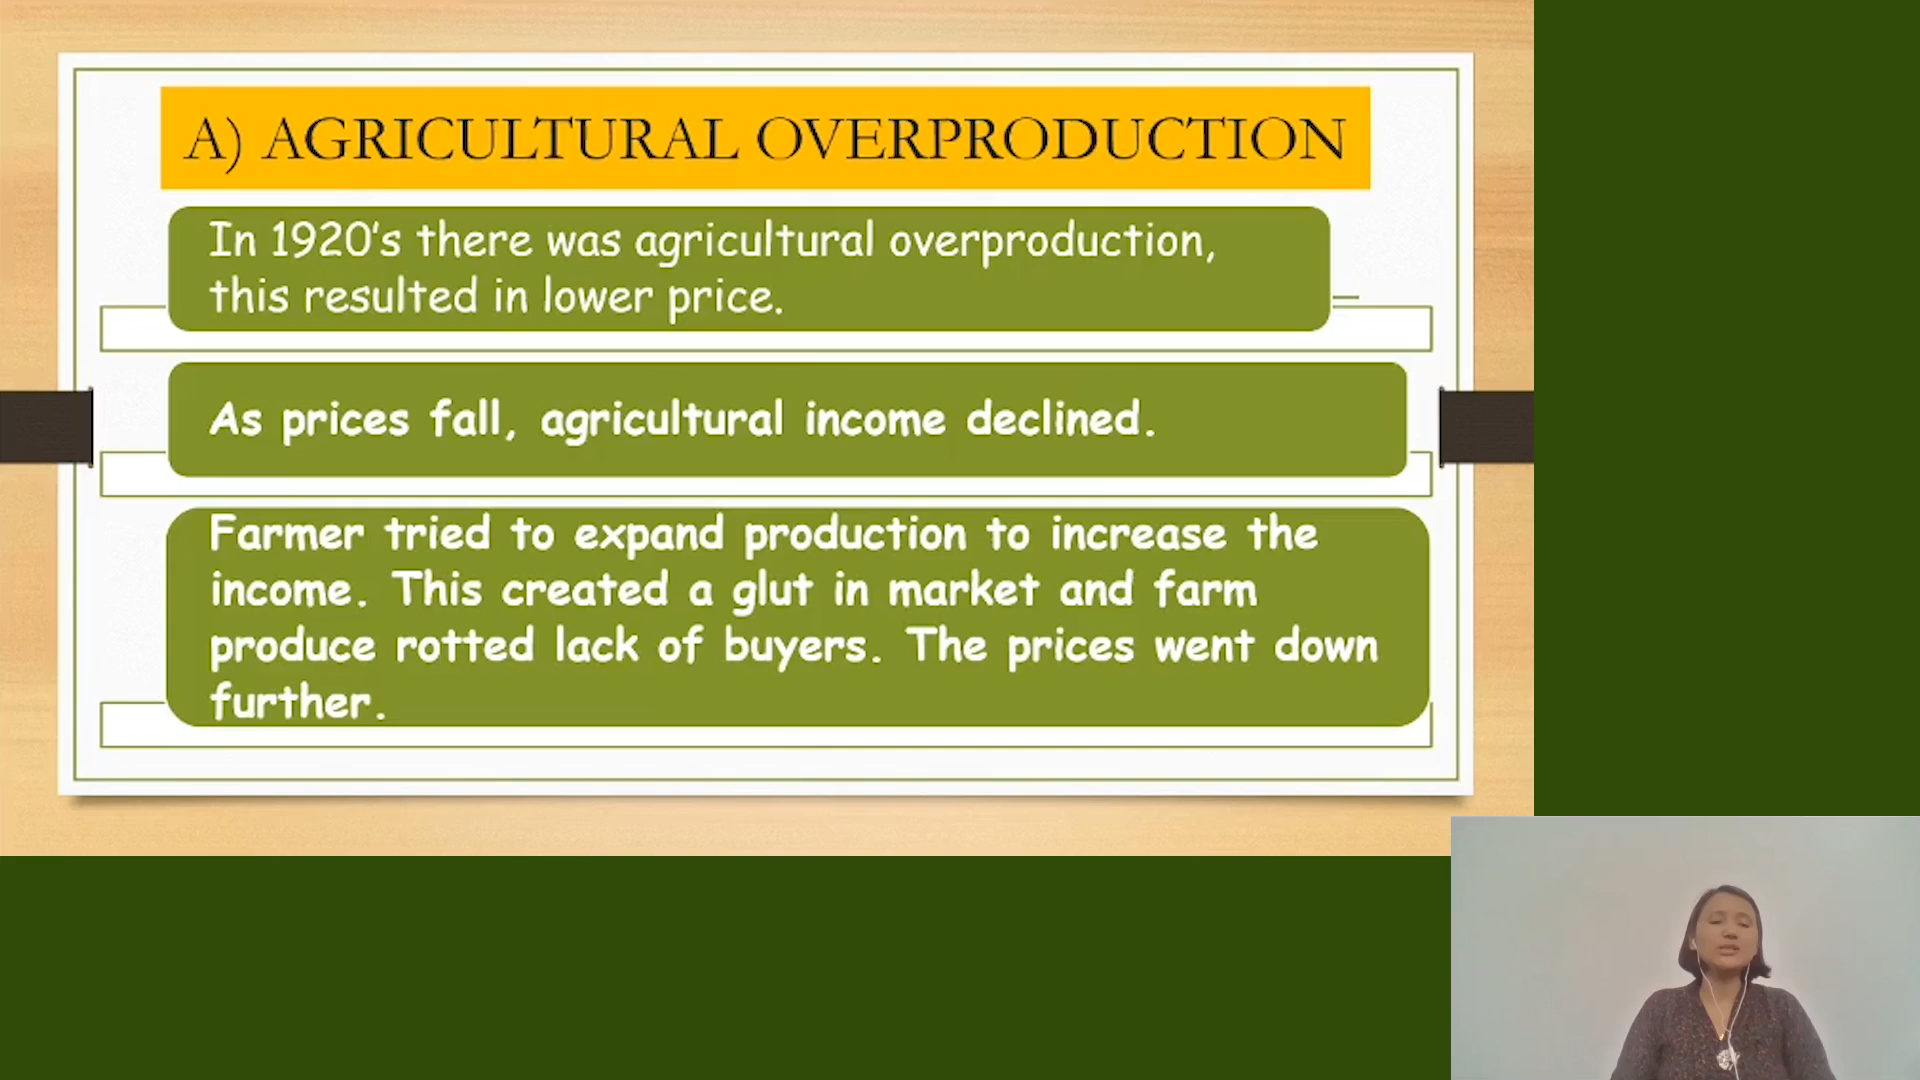 A) AGRICULTURAL OVERPRODUCTION
In 1920's there was agricultural overproduction,
this resulted in lower price.
As prices fall, agricultural income declined.
Farmer tried to expand production to increase the
income. This created a glut in market and farm
produce rotted lack of buyers. The prices went down
further.